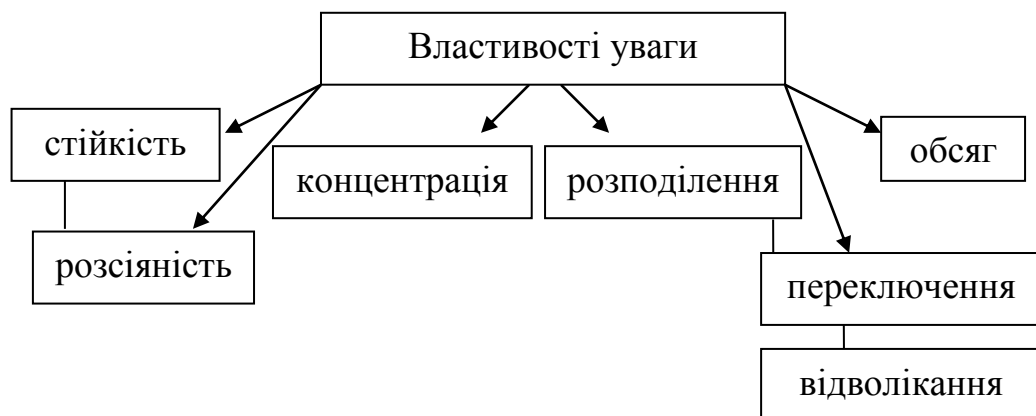 Властивості уваги
стійкість
концентрація
розподілення
обсяг
розсіяність
переключення
відволікання